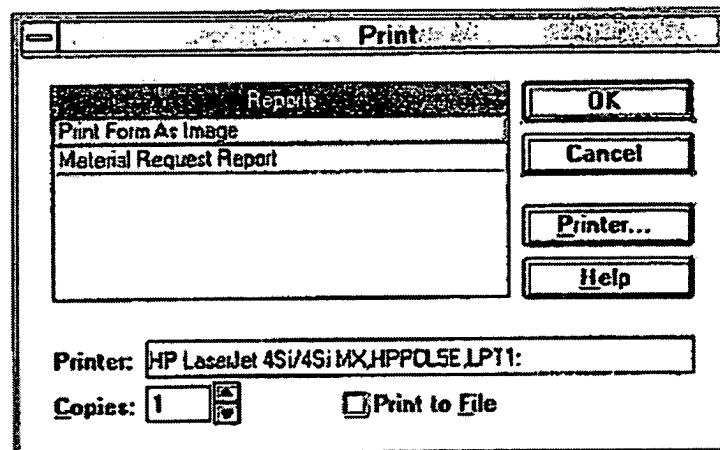 Print
Reports
Print Form As Image
Material Request Report
OK
Cancel
Printer...
Help
Printer: HP LaserJet 4Si/4Si MX,HPPCL5E,LPT1:
Copies: 1
Print to File